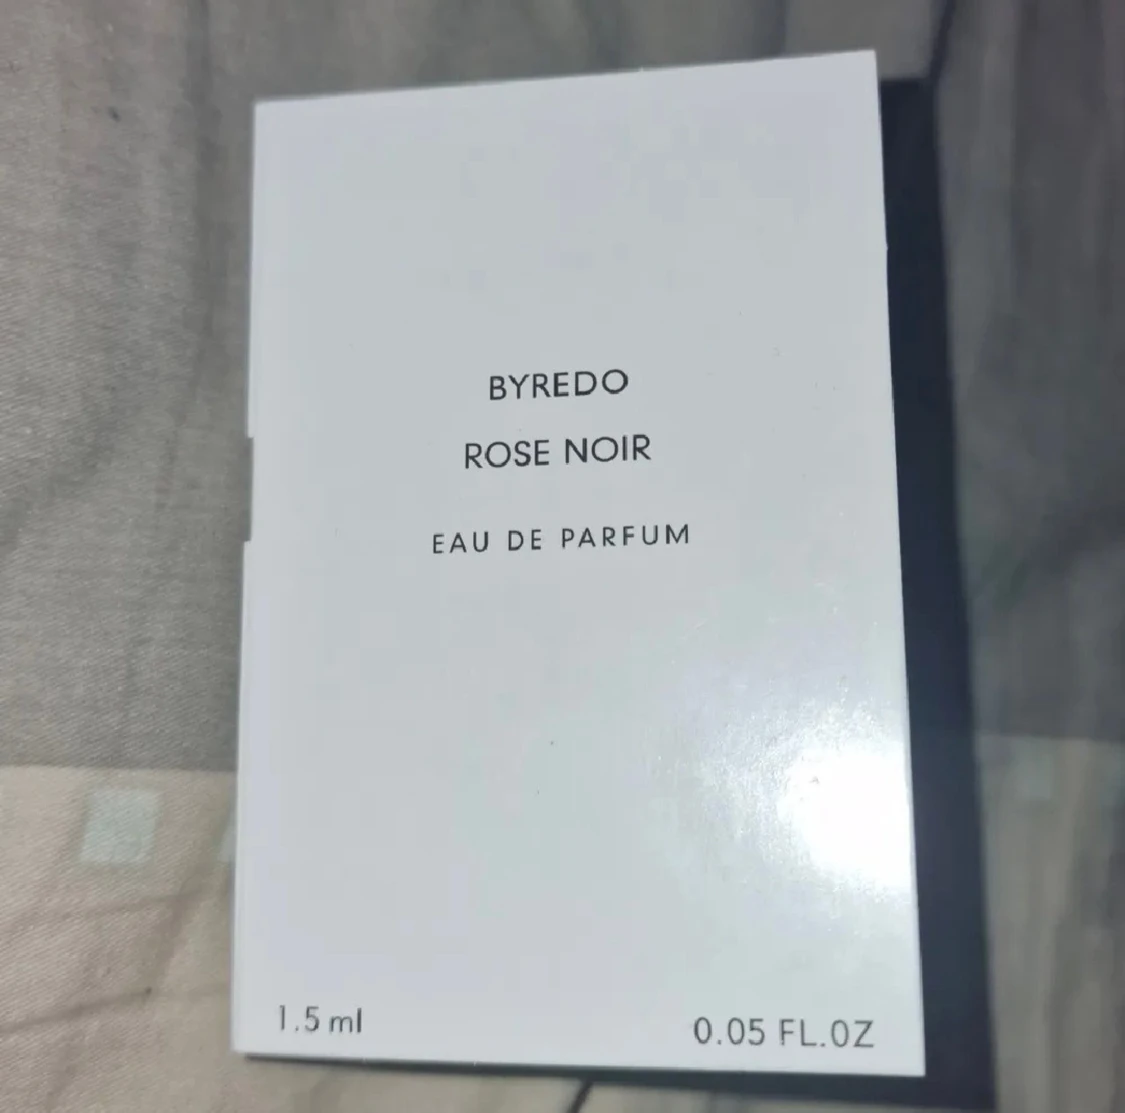 BYREDO
ROSE NOIR
EAU DE PARFUM
1.5 ml
0.05 FL.OZ